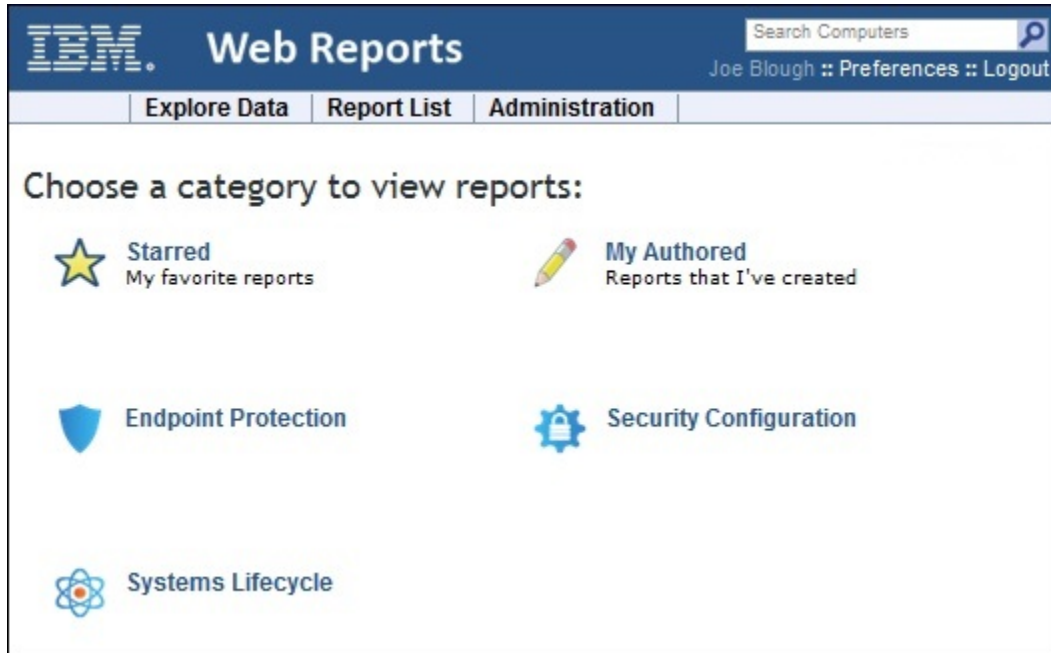 IBM. Web Reports
Search Computers
Joe Blough :: Preferences :: Logout
Explore Data Report List Administration
Choose a category to view reports:
Starred
My favorite reports
My Authored
Reports that I've created
Endpoint Protection
Security Configuration
Systems Lifecycle